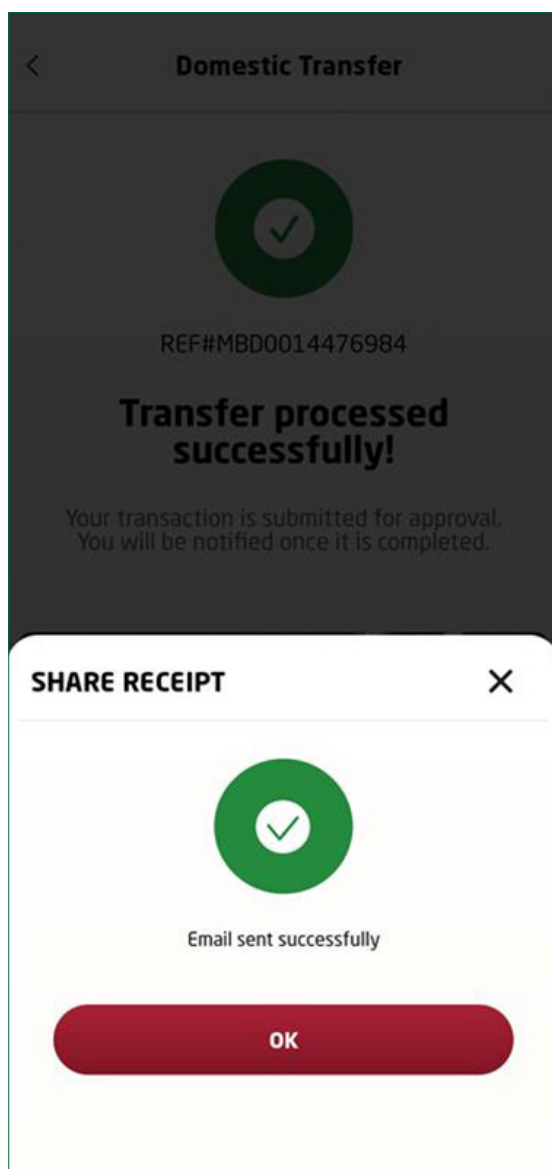 Domestic Transfer
REF#MBD0014476984
Transfer processed
successfully!
Your transaction is submitted for approval.
You will be notified once it is completed.
SHARE RECEIPT
Email sent successfully
OK